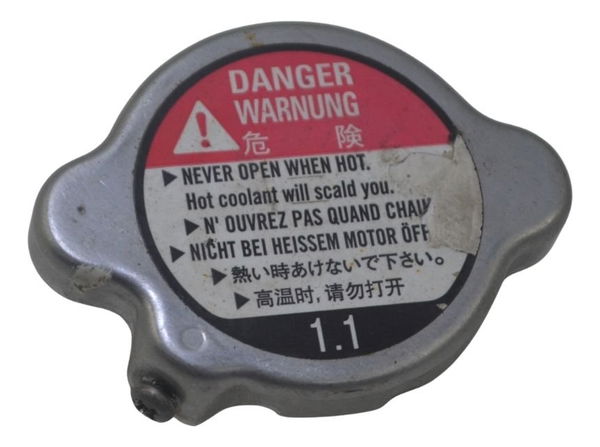 DANGER
WARNUNG
危 険
▶ NEVER OPEN WHEN HOT.
Hot coolant will scald you.
▶ N' OUVREZ PAS QUAND
▶ NICHT BEI HEISSEM MOTOR
▶ 熱い時あけないで下さい。
▶ 高温时, 请勿打开
1.1